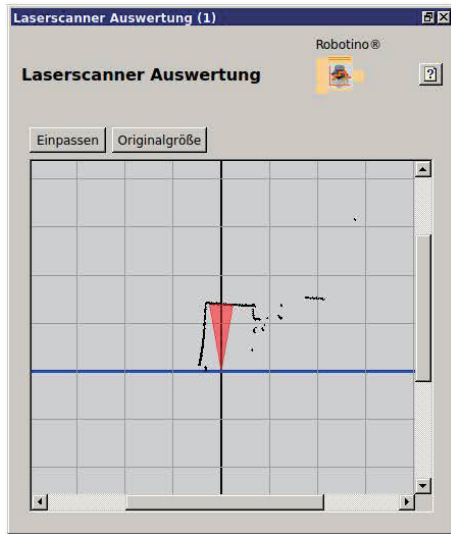 Laserscanner Auswertung (1)
Robotino®
Laserscanner Auswertung
?
Einpassen
Originalgröße